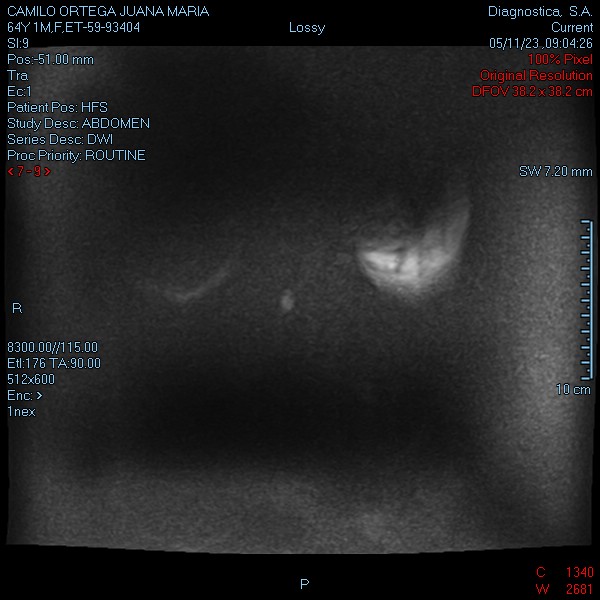 CAMILO ORTEGA JUANA MARIA
64Y 1M,F,ET-59-93404
Sl:9
Pos:-51.00 mm
Tra
Ec:1
Patient Pos: HFS
Study Desc: ABDOMEN
Series Desc: DWI
Proc Priority: ROUTINE
< 7 - 9 >
Lossy
Diagnostica, S.A.
Current
05/11/23 ,09:04:26
100% Pixel
Original Resolution
DFOV 38.2 x 38.2 cm
SW 7.20 mm
R
8300.00//115.00
Etl:176 TA:90.00
512x600
Enc: >
1nex
10 cm
P
C 1340
W 2681